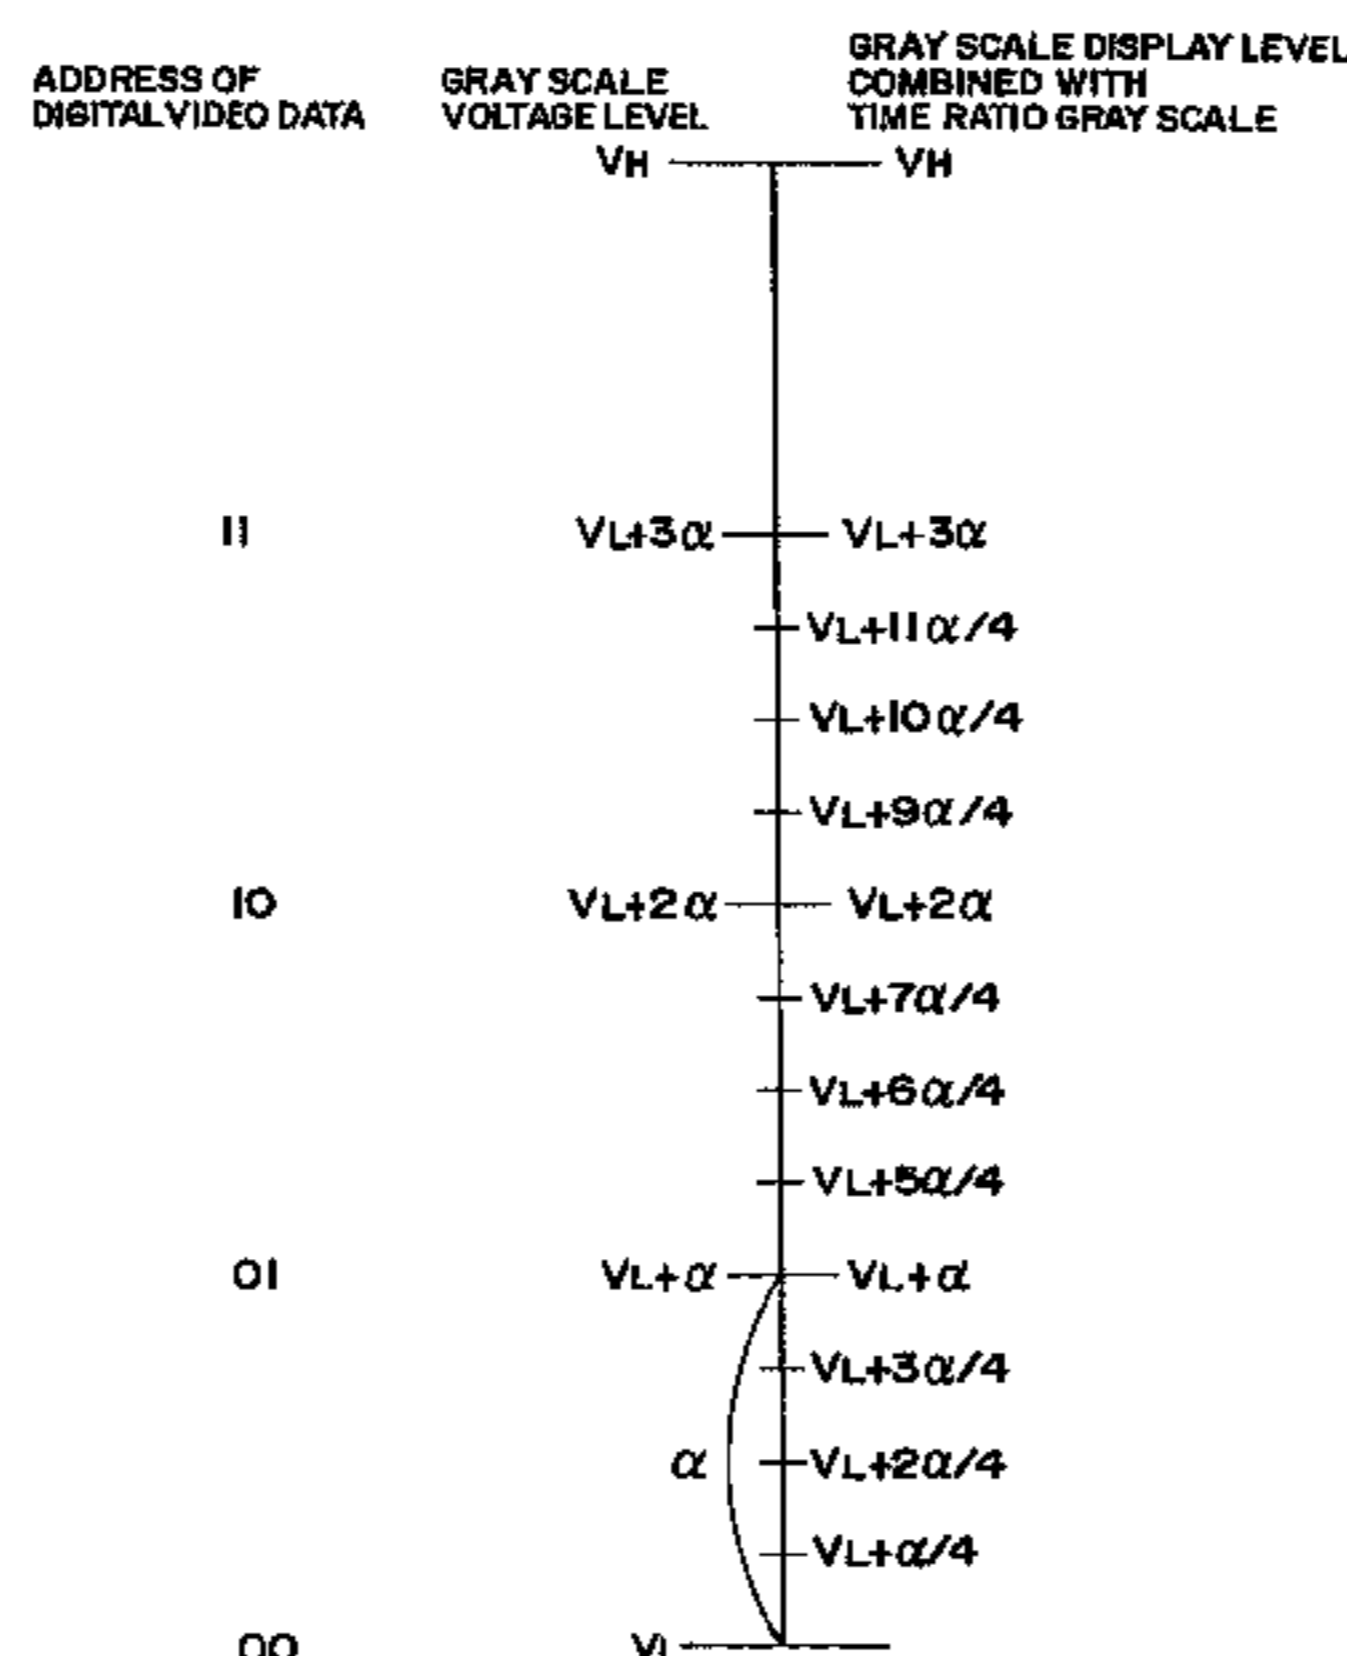 ADDRESS OF
DIGITAL VIDEO DATA
GRAY SCALE
VOLTAGE LEVEL
GRAY SCALE DISPLAY LEVEL
COMBINED WITH
TIME RATIO GRAY SCALE
VH VH
11 VL+3α VL+3α
VL+11α/4
VL+10α/4
VL+9α/4
10 VL+2α VL+2α
VL+7α/4
VL+6α/4
VL+5α/4
01 VL+α VL+α
VL+3α/4
α VL+2α/4
VL+α/4
00 VL